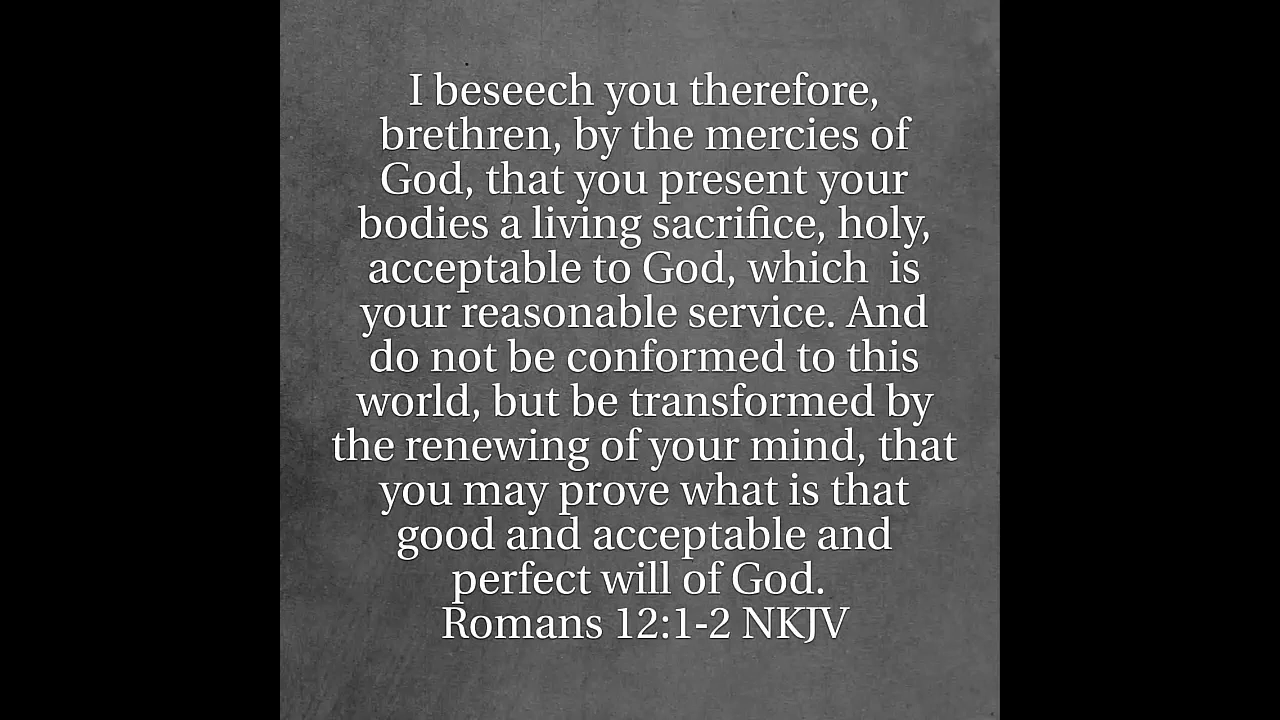 I beseech you therefore,
brethren, by the mercies of
God, that you present your
bodies a living sacrifice, holy,
acceptable to God, which  is
your reasonable service. And
do not be conformed to this
world, but be transformed by
the renewing of your mind, that
you may prove what is that
good and acceptable and
perfect will of God.
Romans 12:1-2 NKJV